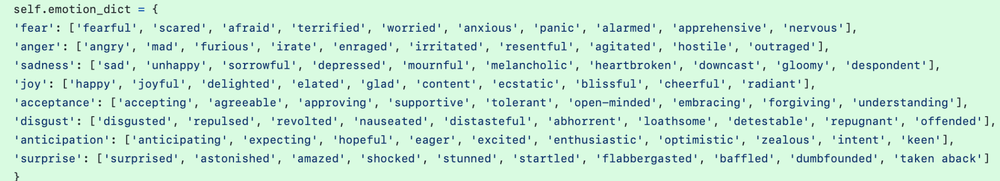 self.emotion_dict = {
'fear': ['fearful', 'scared', 'afraid', 'terrified', 'worried', 'anxious', 'panic', 'alarmed', 'apprehensive', 'nervous'],
'anger': ['angry', 'mad', 'furious', 'irate', 'enraged', 'irritated', 'resentful', 'agitated', 'hostile', 'outraged'],
'sadness': ['sad', 'unhappy', 'sorrowful', 'depressed', 'mournful', 'melancholic', 'heartbroken', 'downcast', 'gloomy', 'despondent'],
'joy': ['happy', 'joyful', 'delighted', 'elated', 'glad', 'content', 'ecstatic', 'blissful', 'cheerful', 'radiant'],
'acceptance': ['accepting', 'agreeable', 'approving', 'supportive', 'tolerant', 'open-minded', 'embracing', 'forgiving', 'understanding'],
'disgust': ['disgusted', 'repulsed', 'revolted', 'nauseated', 'distasteful', 'abhorrent', 'loathsome', 'detestable', 'repugnant', 'offended'],
'anticipation': ['anticipating', 'expecting', 'hopeful', 'eager', 'excited', 'enthusiastic', 'optimistic', 'zealous', 'intent', 'keen'],
'surprise': ['surprised', 'astonished', 'amazed', 'shocked', 'stunned', 'startled', 'flabbergasted', 'baffled', 'dumbfounded', 'taken aback']
}